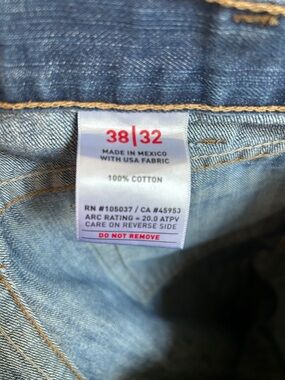 38|32
MADE IN MEXICO
WITH USA FABRIC
100% COTTON
RN #105037 / CA #45953
ARC RATING = 20.0 ATPV
CARE ON REVERSE SIDE
DO NOT REMOVE